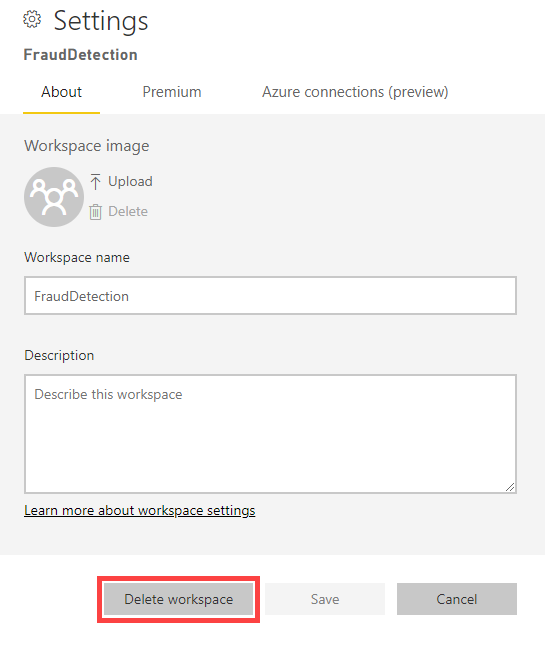 Settings
FraudDetection
About Premium Azure connections (preview)
Workspace image
Upload
Delete
Workspace name
FraudDetection
Description
Describe this workspace
Learn more about workspace settings
Delete workspace Save Cancel